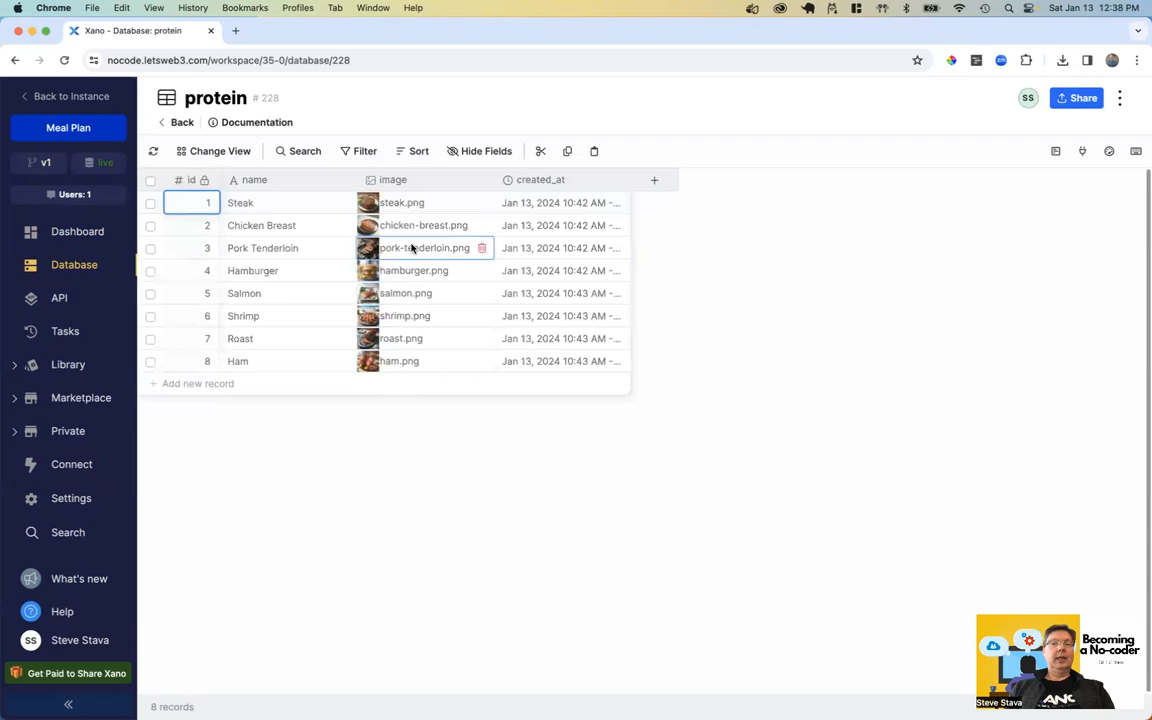 Chrome File Edit View History Bookmarks Profiles Tab Window Help Sat Jan 13 12:38 PM
Xano - Database: protein
nocode.letsweb3.com/workspace/35-0/database/228
Back to Instance
Meal Plan
v1 live
Users: 1
Dashboard
Database
API
Tasks
Library
Marketplace
Private
Connect
Settings
Search
What's new
Help
SS Steve Stava
Get Paid to Share Xano
protein # 228
SS Share
Back Documentation
Change View Search Filter Sort Hide Fields
# id name image created_at
1 Steak steak.png Jan 13, 2024 10:42 AM -...
2 Chicken Breast chicken-breast.png Jan 13, 2024 10:42 AM -...
3 Pork Tenderloin pork-tenderloin.png Jan 13, 2024 10:42 AM -...
4 Hamburger hamburger.png Jan 13, 2024 10:42 AM -...
5 Salmon salmon.png Jan 13, 2024 10:43 AM -...
6 Shrimp shrimp.png Jan 13, 2024 10:43 AM -...
7 Roast roast.png Jan 13, 2024 10:43 AM -...
8 Ham ham.png Jan 13, 2024 10:43 AM -...
Add new record
8 records
Becoming
a No-coder
Steve Stava